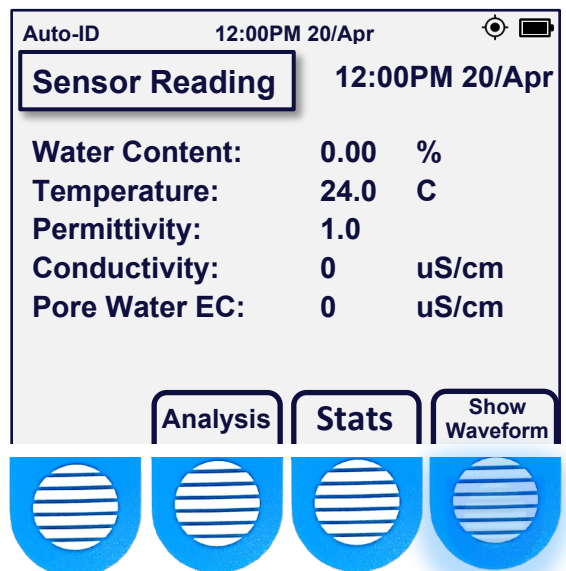 Auto-ID 12:00PM 20/Apr
Sensor Reading 12:00PM 20/Apr
Water Content: 0.00 %
Temperature: 24.0 C
Permittivity: 1.0
Conductivity: 0 uS/cm
Pore Water EC: 0 uS/cm
Analysis Stats Show
Waveform